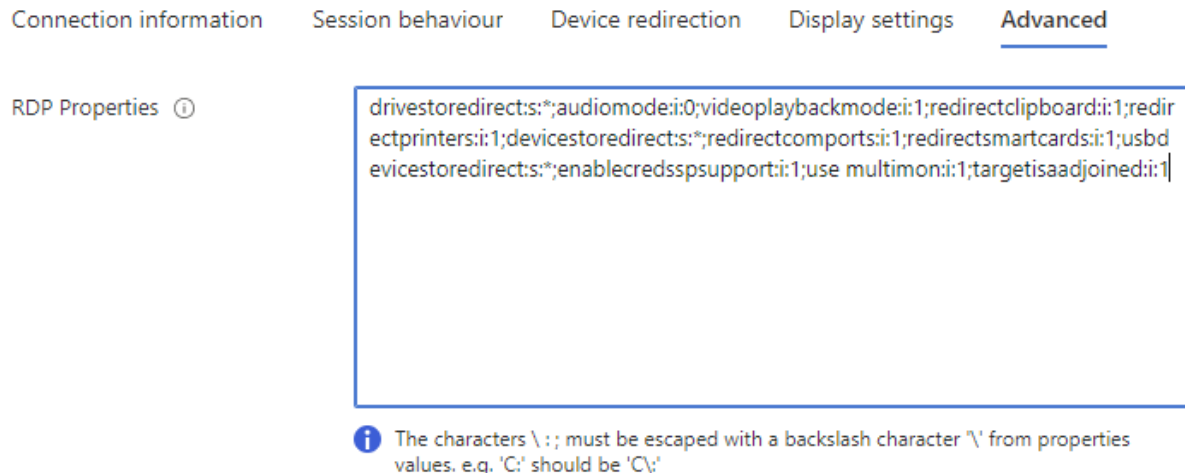 Connection information Session behaviour Device redirection Display settings Advanced
RDP Properties
drivestoredirect:s:*;audiomode:i:0;videoplaybackmode:i:1;redirectclipboard:i:1;redir
ectprinters:i:1;devicestoredirect:s:*;redirectcomports:i:1;redirectsmartcards:i:1;usbd
evicestoredirect:s:*;enablecredsspsupport:i:1;use multimon:i:1;targetisaadjoined:i:1
The characters \ : ; must be escaped with a backslash character '\' from properties
values. e.g. 'C:' should be 'C\:'